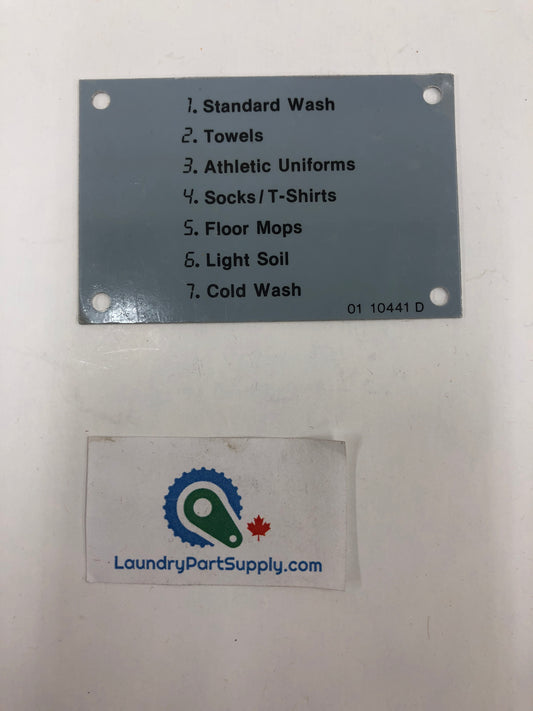 1. Standard Wash
2. Towels
3. Athletic Uniforms
4. Socks / T-Shirts
5. Floor Mops
6. Light Soil
7. Cold Wash
01 10441 D
LaundryPartSupply.com